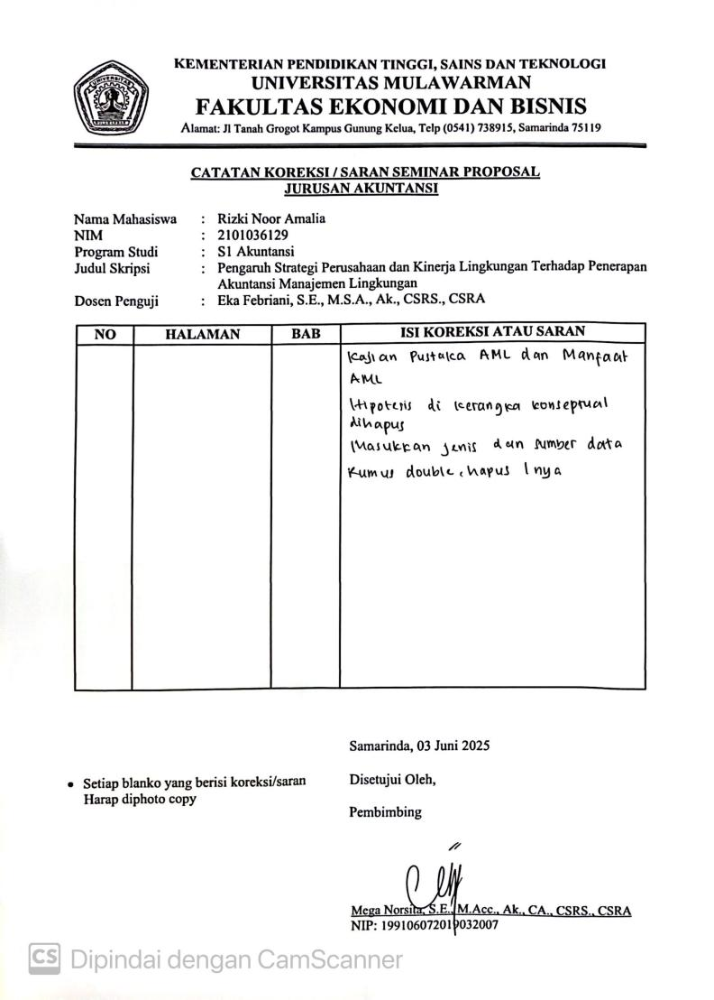 KEMENTERIAN PENDIDIKAN TINGGI, SAINS DAN TEKNOLOGI
UNIVERSITAS MULAWARMAN
FAKULTAS EKONOMI DAN BISNIS
Alamat: Jl Tanah Grogot Kampus Gunung Kelua, Telp (0541) 738915, Samarinda 75119
CATATAN KOREKSI / SARAN SEMINAR PROPOSAL
JURUSAN AKUNTANSI
Nama Mahasiswa : Rizki Noor Amalia
NIM : 2101036129
Program Studi : S1 Akuntansi
Judul Skripsi : Pengaruh Strategi Perusahaan dan Kinerja Lingkungan Terhadap Penerapan
Akuntansi Manajemen Lingkungan
Dosen Penguji : Eka Febriani, S.E., M.S.A., Ak., CSRS., CSRA
NO HALAMAN BAB ISI KOREKSI ATAU SARAN
Kajian Pustaka AML dan Manfaat
AML
Hipotesis di kerangka konseptual
dihapus
Masukkan jenis dan sumber data
Rumus double, hapus 1 nya
Samarinda, 03 Juni 2025
• Setiap blanko yang berisi koreksi/saran
Harap diphoto copy
Disetujui Oleh,
Pembimbing
Mega Norsita, S.E., M.Acc., Ak., CA., CSRS., CSRA
NIP: 199106072019032007
CS Dipindai dengan CamScanner